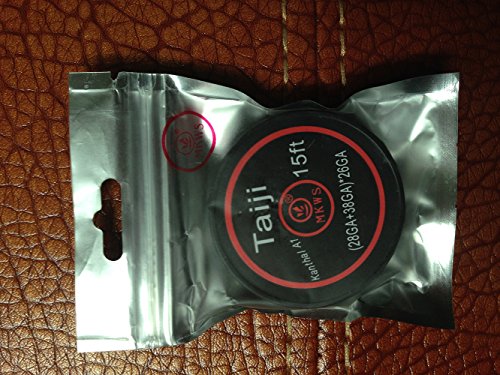 MKWS
Taiji 15ft
®
MKWS
Kanthal A1
(28GA+38GA)*26GA